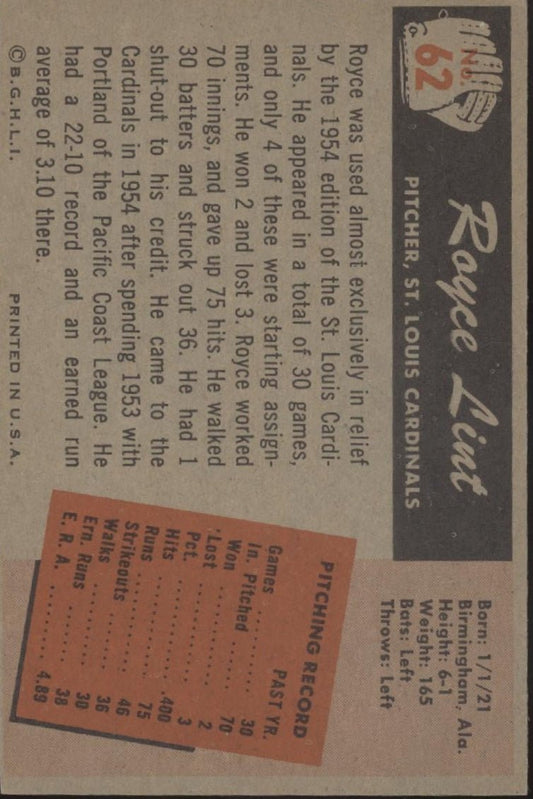 NO.
62
Royce Lint
PITCHER, ST. LOUIS CARDINALS
Born: 1/1/21
Birmingham, Ala.
Height: 6-1
Weight: 165
Bats: Left
Throws: Left
Royce was used almost exclusively in relief
by the 1954 edition of the St. Louis Cardi-
nals. He appeared in a total of 30 games,
and only 4 of these were starting assign-
ments. He won 2 and lost 3. Royce worked
70 innings, and gave up 75 hits. He walked
30 batters and struck out 36. He had 1
shut-out to his credit. He came to the
Cardinals in 1954 after spending 1953 with
Portland of the Pacific Coast League. He
had a 22-10 record and an earned run
average of 3.10 there.
©B.G.H.L.I. PRINTED IN U.S.A.
PITCHING RECORD
PAST YR.
Games .......... 30
In. Pitched .......... 70
Won .......... 2
Lost .......... 3
Pct. .......... .400
Hits .......... 75
Runs .......... 46
Strikeouts .......... 36
Walks .......... 30
Ern. Runs .......... 38
E. R. A. .......... 4.89